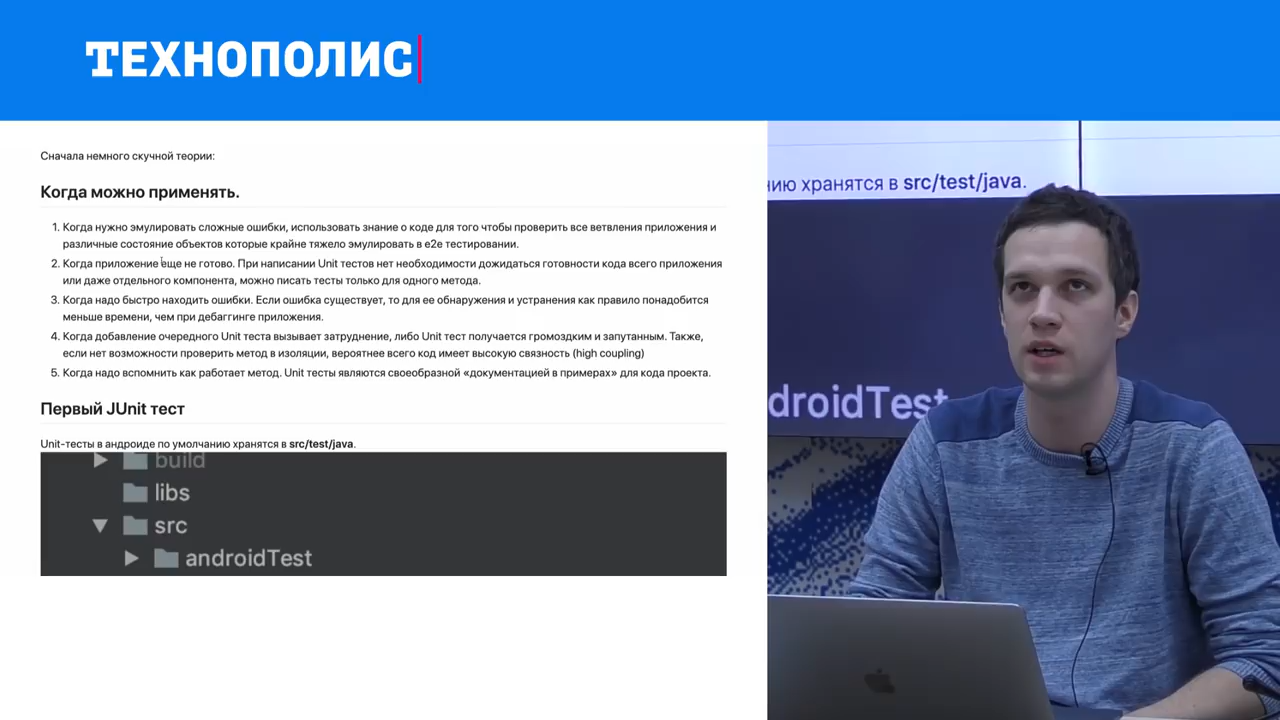 ТЕХНОПОЛИС
Сначала немного скучной теории:
Когда можно применять.
1. Когда нужно эмулировать сложные ошибки, использовать знание о коде для того чтобы проверить все ветвления приложения и
различные состояние объектов которые крайне тяжело эмулировать в e2e тестировании.
2. Когда приложение еще не готово. При написании Unit тестов нет необходимости дожидаться готовности кода всего приложения
или даже отдельного компонента, можно писать тесты только для одного метода.
3. Когда надо быстро находить ошибки. Если ошибка существует, то для ее обнаружения и устранения как правило понадобится
меньше времени, чем при дебаггинге приложения.
4. Когда добавление очередного Unit теста вызывает затруднение, либо Unit тест получается громоздким и запутанным. Также,
если нет возможности проверить метод в изоляции, вероятнее всего код имеет высокую связность (high coupling)
5. Когда надо вспомнить как работает метод. Unit тесты являются своеобразной «документацией в примерах» для кода проекта.
Первый JUnit тест
Unit-тесты в андроиде по умолчанию хранятся в src/test/java.
build
libs
src
androidTest
нию хранятся в src/test/java.
droidTest